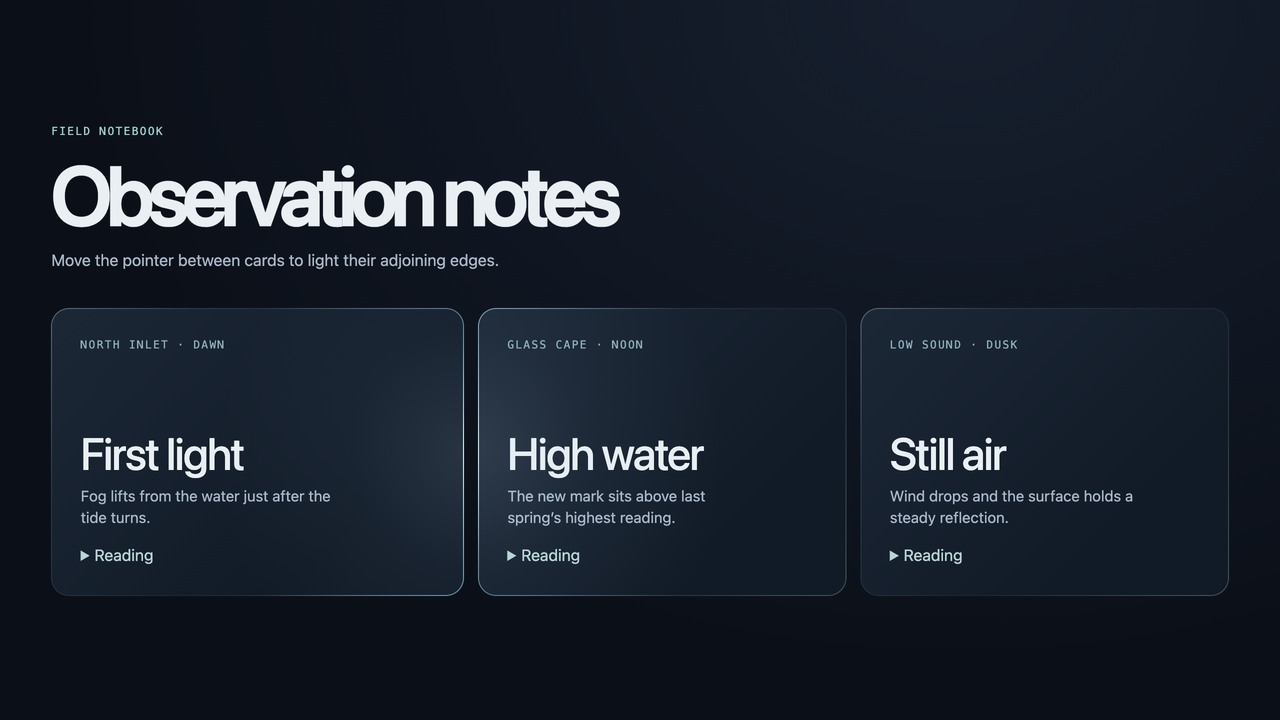 FIELD NOTEBOOK
Observation notes
Move the pointer between cards to light their adjoining edges.
NORTH INLET · DAWN
First light
Fog lifts from the water just after the
tide turns.
Reading
GLASS CAPE · NOON
High water
The new mark sits above last
spring’s highest reading.
Reading
LOW SOUND · DUSK
Still air
Wind drops and the surface holds a
steady reflection.
Reading